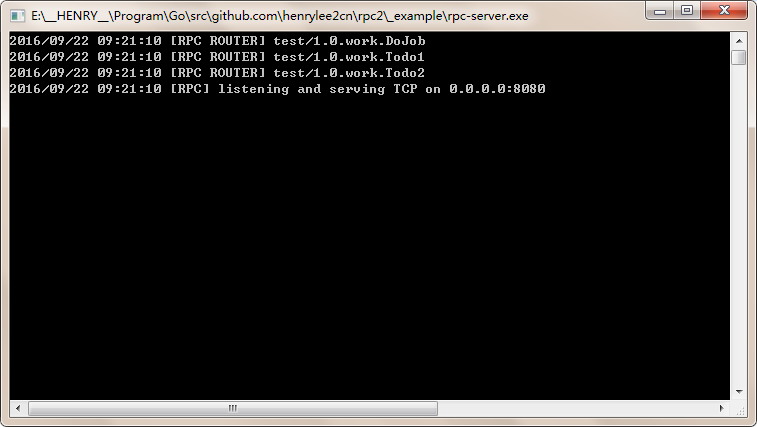 E:\__HENRY__\Program\Go\src\github.com\henrylee2cn\rpc2\_example\rpc-server.exe
2016/09/22 09:21:10 [RPC ROUTER] test/1.0.work.DoJob
2016/09/22 09:21:10 [RPC ROUTER] test/1.0.work.Todo1
2016/09/22 09:21:10 [RPC ROUTER] test/1.0.work.Todo2
2016/09/22 09:21:10 [RPC] listening and serving TCP on 0.0.0.0:8080